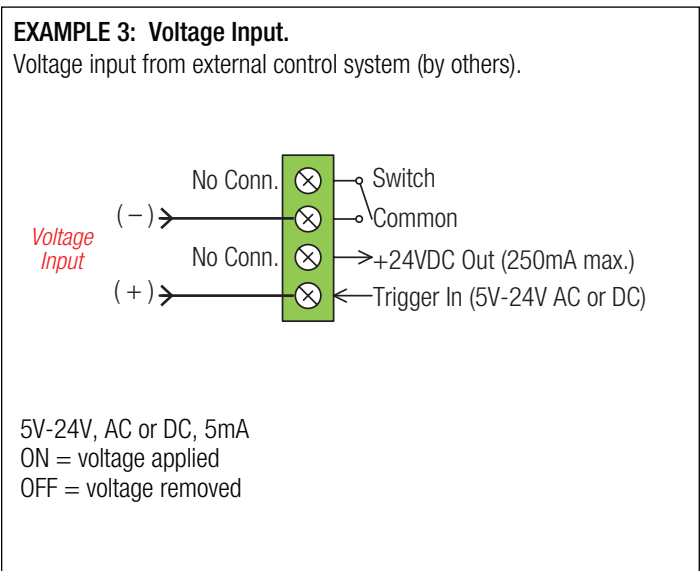 EXAMPLE 3: Voltage Input.
Voltage input from external control system (by others).
No Conn.
Switch
(−)
Common
Voltage
Input
No Conn.
+24VDC Out (250mA max.)
(+)
Trigger In (5V-24V AC or DC)
5V-24V, AC or DC, 5mA
ON = voltage applied
OFF = voltage removed